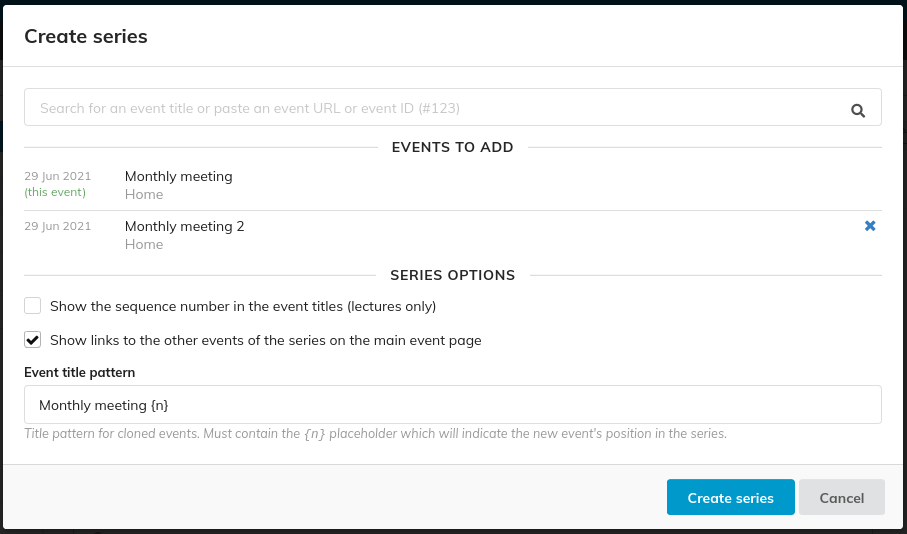 Create series
Search for an event title or paste an event URL or event ID (#123)
EVENTS TO ADD
29 Jun 2021 Monthly meeting
(this event) Home
29 Jun 2021 Monthly meeting 2
Home
SERIES OPTIONS
Show the sequence number in the event titles (lectures only)
Show links to the other events of the series on the main event page
Event title pattern
Monthly meeting {n}
Title pattern for cloned events. Must contain the {n} placeholder which will indicate the new event's position in the series.
Create series Cancel